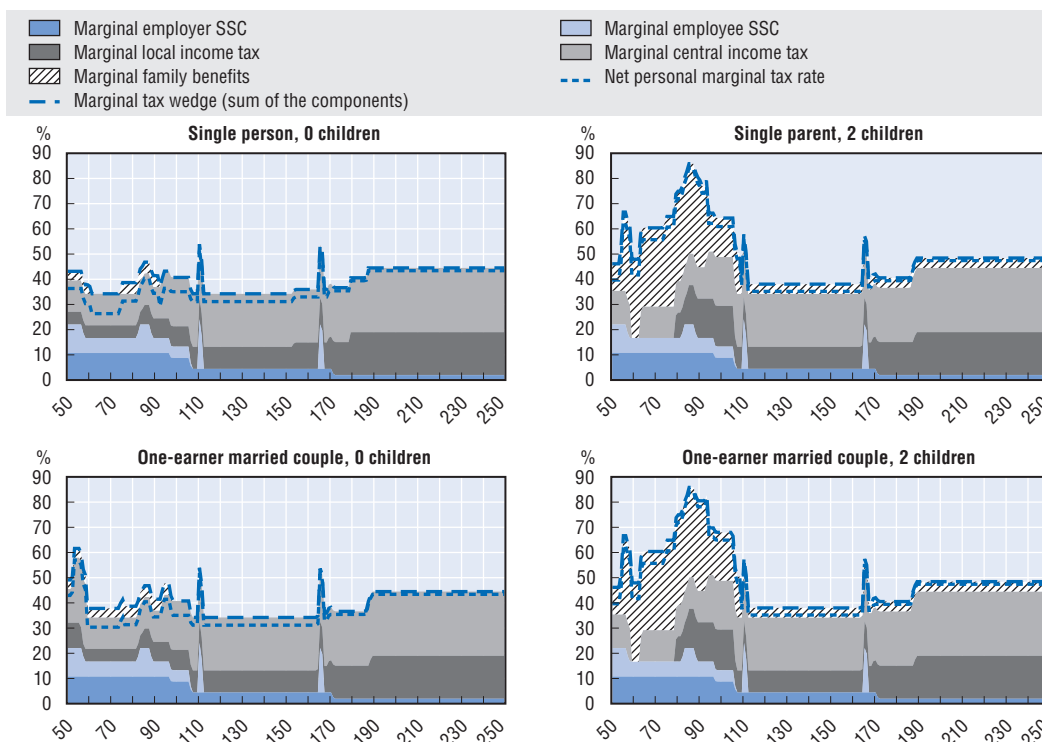 Marginal employer SSC
Marginal employee SSC
Marginal local income tax
Marginal central income tax
Marginal family benefits
Net personal marginal tax rate
Marginal tax wedge (sum of the components)
% Single person, 0 children
90
80
70
60
50
40
30
20
10
0
50 70 90 110 130 150 170 190 210 230 250
% Single parent, 2 children
90
80
70
60
50
40
30
20
10
0
50 70 90 110 130 150 170 190 210 230 250
% One-earner married couple, 0 children
90
80
70
60
50
40
30
20
10
0
50 70 90 110 130 150 170 190 210 230 250
% One-earner married couple, 2 children
90
80
70
60
50
40
30
20
10
0
50 70 90 110 130 150 170 190 210 230 250